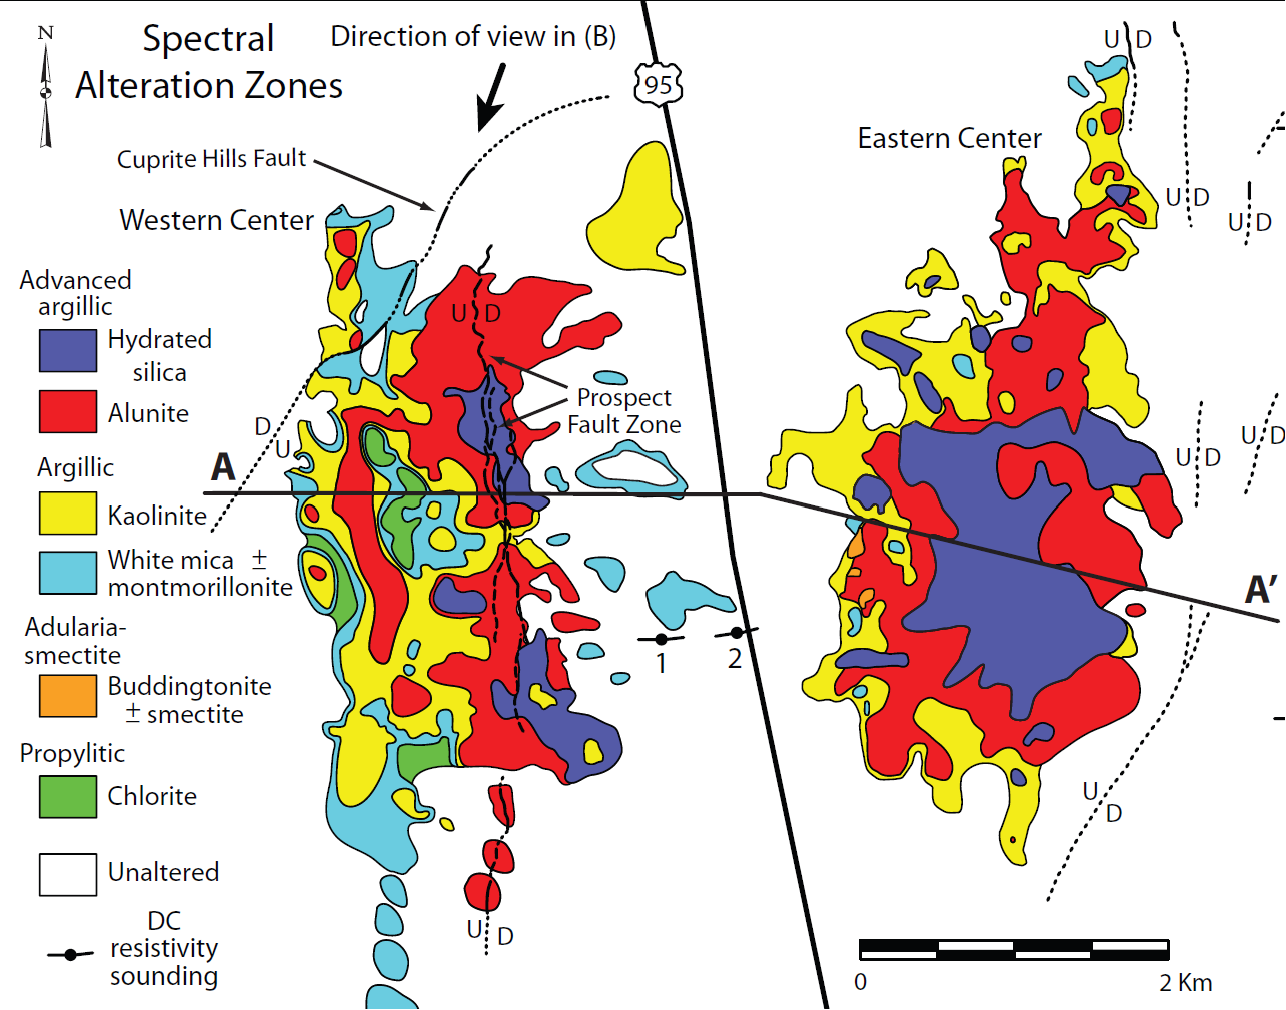 N
Spectral
Alteration Zones
Direction of view in (B)
95
U D
Eastern Center
Cuprite Hills Fault
Western Center
U D
U D
Advanced
argillic
Hydrated
silica
Alunite
U D
Prospect
Fault Zone
D
U
U D
U D
A
Argillic
Kaolinite
White mica ±
montmorillonite
A′
Adularia-
smectite
Buddingtonite
± smectite
1
2
Propylitic
Chlorite
U
D
Unaltered
DC
resistivity
sounding
U D
0
2 Km